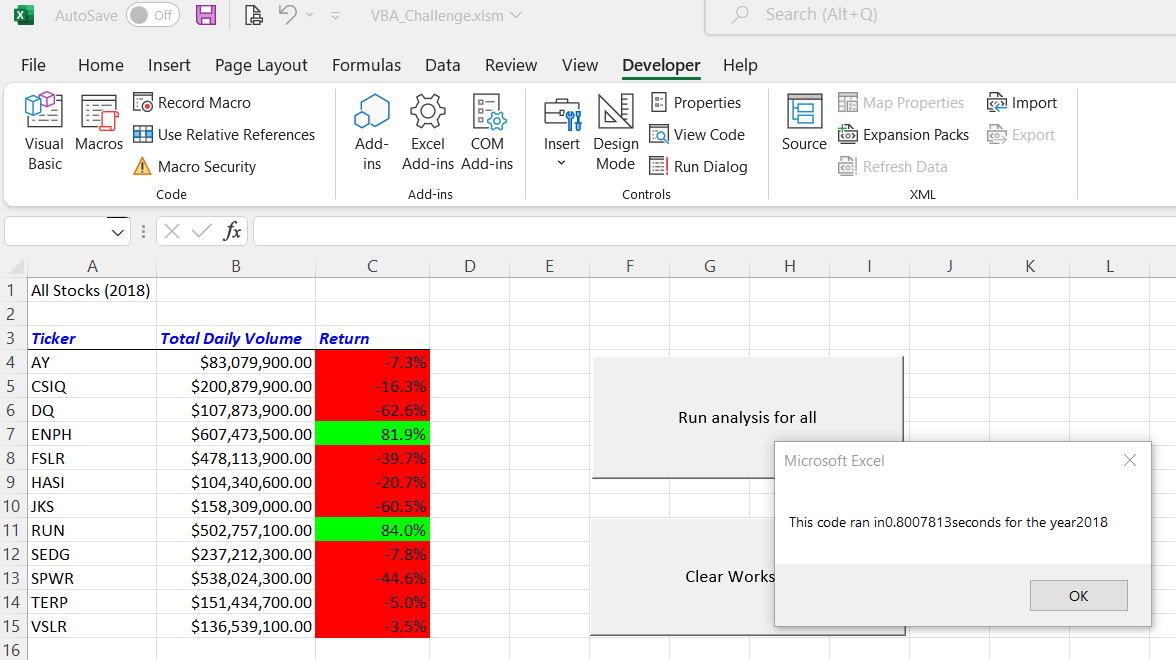 AutoSave Off VBA_Challenge.xlsm Search (Alt+Q)
File Home Insert Page Layout Formulas Data Review View Developer Help
Visual Basic
Macros
Record Macro
Use Relative References
Macro Security
Code
Add-ins
Excel Add-ins
COM Add-ins
Add-ins
Insert
Design Mode
Properties
View Code
Run Dialog
Controls
Source
Map Properties
Expansion Packs
Refresh Data
Import
Export
XML
fx
A B C D E F G H I J K L
1 All Stocks (2018)
2
3 Ticker Total Daily Volume Return
4 AY $83,079,900.00 -7.3%
5 CSIQ $200,879,900.00 -16.3%
6 DQ $107,873,900.00 -62.6%
7 ENPH $607,473,500.00 81.9%
8 FSLR $478,113,900.00 -39.7%
9 HASI $104,340,600.00 -20.7%
10 JKS $158,309,000.00 -60.5%
11 RUN $502,757,100.00 84.0%
12 SEDG $237,212,300.00 -7.8%
13 SPWR $538,024,300.00 -44.6%
14 TERP $151,434,700.00 -5.0%
15 VSLR $136,539,100.00 -3.5%
16
Run analysis for all
Clear Works
Microsoft Excel
This code ran in0.8007813seconds for the year2018
OK